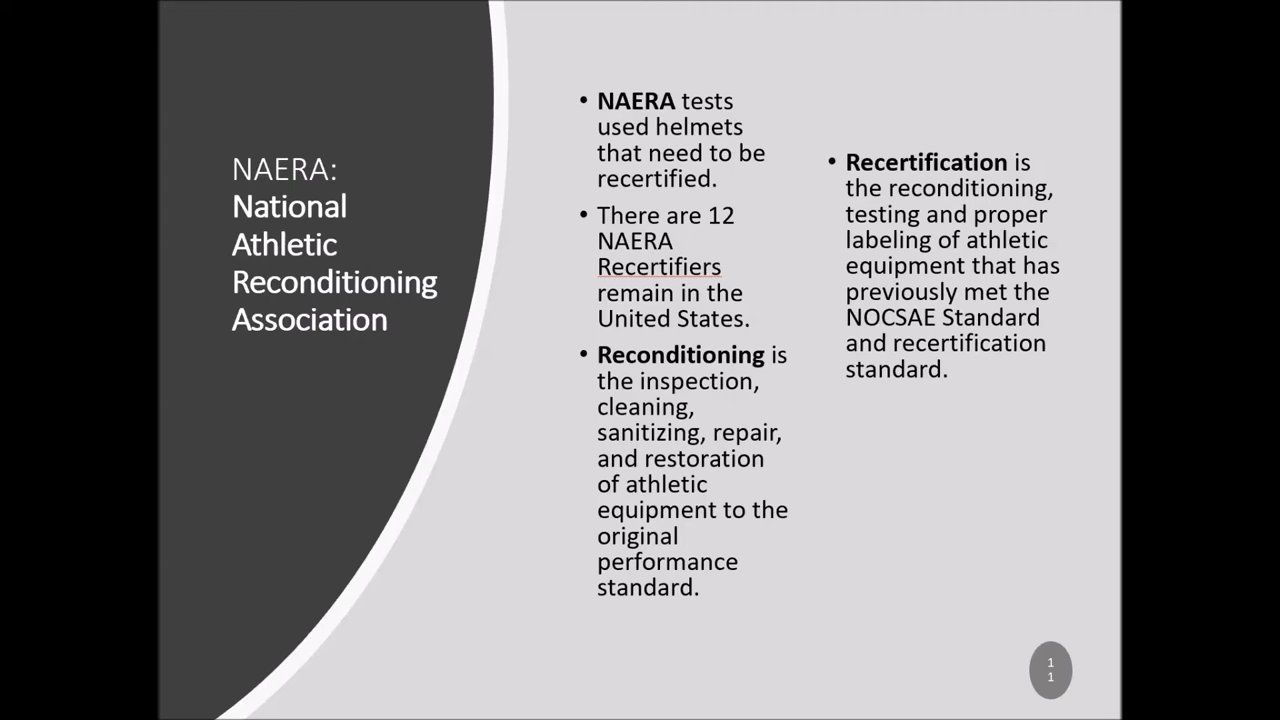 NAERA:
National
Athletic
Reconditioning
Association
• NAERA tests
used helmets
that need to be
recertified.
• There are 12
NAERA
Recertifiers
remain in the
United States.
• Reconditioning is
the inspection,
cleaning,
sanitizing, repair,
and restoration
of athletic
equipment to the
original
performance
standard.
• Recertification is
the reconditioning,
testing and proper
labeling of athletic
equipment that has
previously met the
NOCSAE Standard
and recertification
standard.
1
1